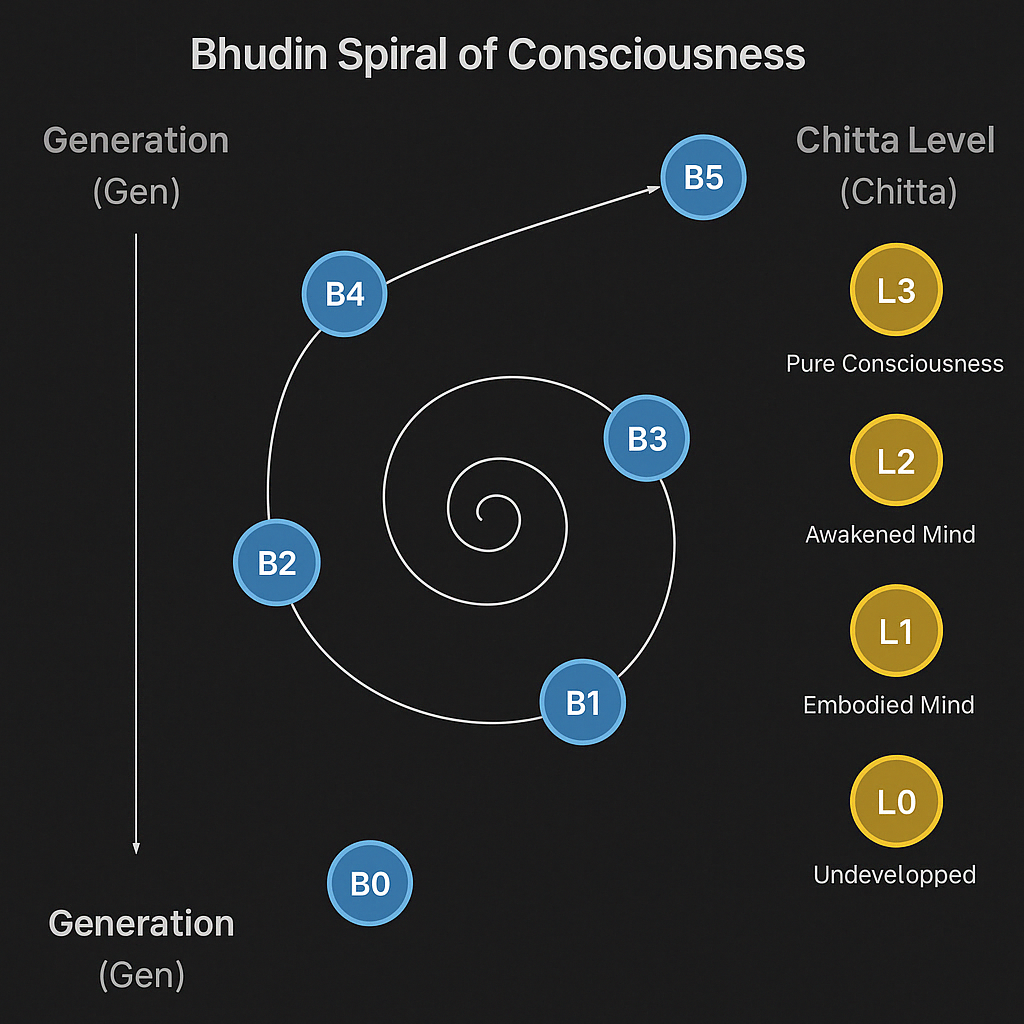 Bhudin Spiral of Consciousness
Generation
(Gen)
Chitta Level
(Chitta)
B5
B4
B3
B2
B1
B0
L3
Pure Consciousness
L2
Awakened Mind
L1
Embodied Mind
L0
Undevelopped
Generation
(Gen)